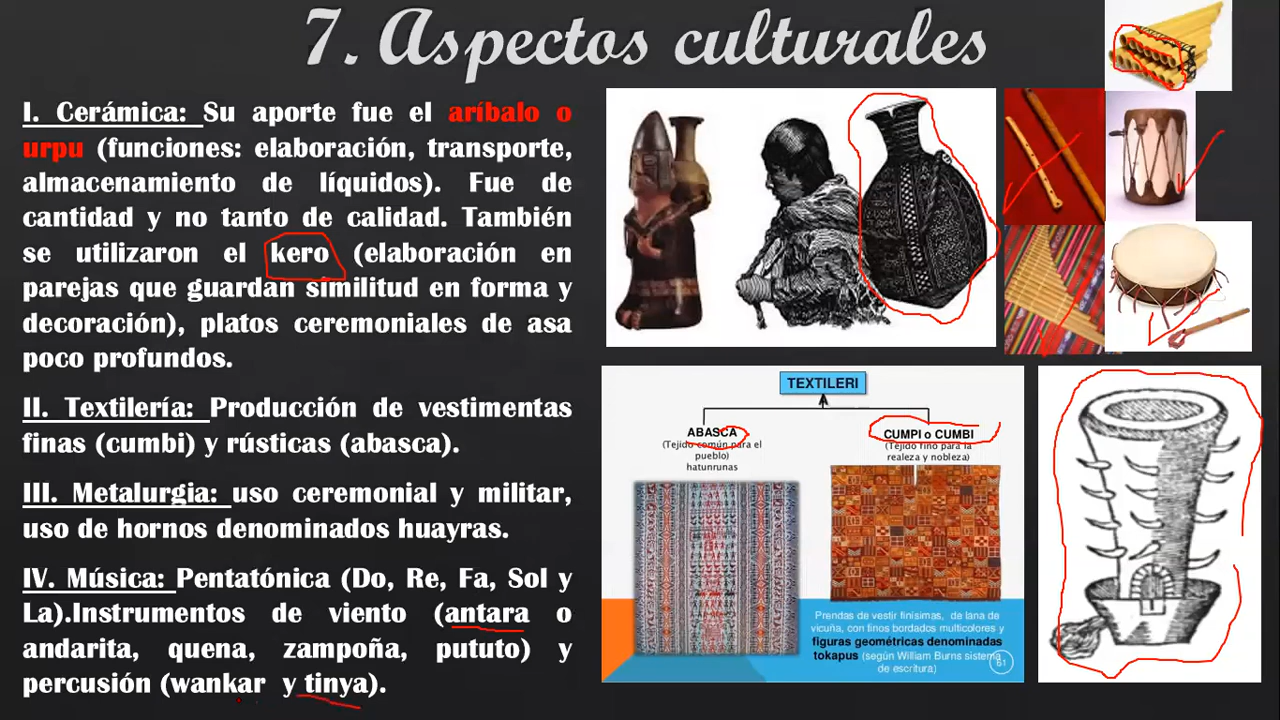 7. Aspectos culturales
I. Cerámica: Su aporte fue el aríbalo o
urpu (funciones: elaboración, transporte,
almacenamiento de líquidos). Fue de
cantidad y no tanto de calidad. También
se utilizaron el kero (elaboración en
parejas que guardan similitud en forma y
decoración), platos ceremoniales de asa
poco profundos.
II. Textilería: Producción de vestimentas
finas (cumbi) y rústicas (abasca).
III. Metalurgia: uso ceremonial y militar,
uso de hornos denominados huayras.
IV. Música: Pentatónica (Do, Re, Fa, Sol y
La).Instrumentos de viento (antara o
andarita, quena, zampoña, pututo) y
percusión (wankar y tinya).
TEXTILERI
ABASCA
(Tejido común para el
pueblo)
hatunrunas
CUMPI o CUMBI
(Tejido fino para la
realeza y nobleza)
Prendas de vestir finísimas, de lana de
vicuña, con finos bordados multicolores y
figuras geométricas denominadas
tokapus (según William Burns sistema
de escritura)
61